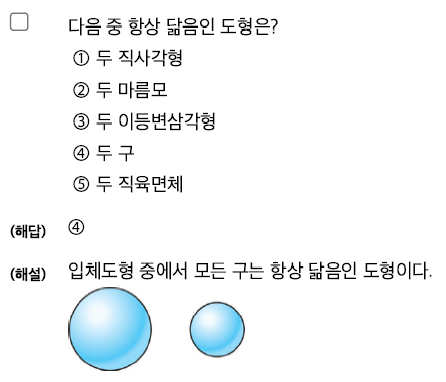 다음 중 항상 닮음인 도형은?
① 두 직사각형
② 두 마름모
③ 두 이등변삼각형
④ 두 구
⑤ 두 직육면체
(해답) ④
(해설) 입체도형 중에서 모든 구는 항상 닮음인 도형이다.